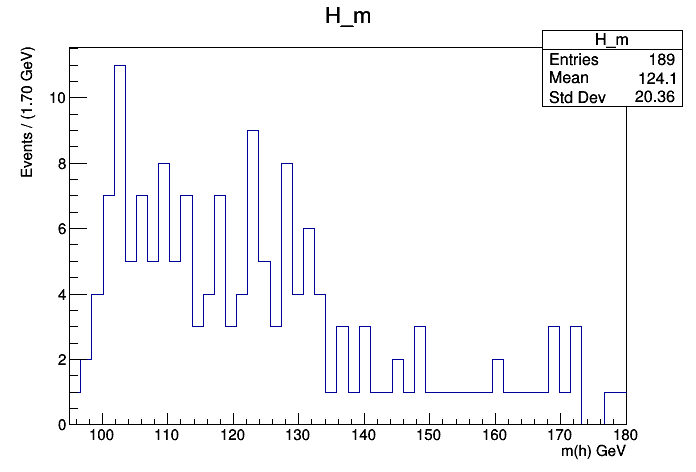 H_m
H_m
Entries 189
Mean 124.1
Std Dev 20.36
Events / (1.70 GeV)
10
8
6
4
2
0
100 110 120 130 140 150 160 170 180
m(h) GeV